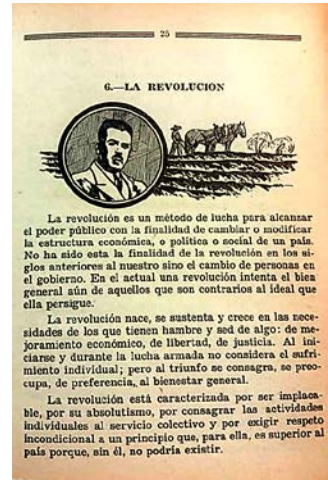 25
6.—LA REVOLUCION
La revolución es un método de lucha para alcanzar
el poder público con la finalidad de cambiar o modificar
la estructura económica, o política o social de un país.
No ha sido esta la finalidad de la revolución en los si-
glos anteriores al nuestro sino el cambio de personas en
el gobierno. En el actual una revolución intenta el bien
general aún de aquellos que son contrarios al ideal que
ella persigue.
La revolución nace, se sustenta y crece en las nece-
sidades de los que tienen hambre y sed de algo: de me-
joramiento económico, de libertad, de justicia. Al ini-
ciarse y durante la lucha armada no considera el sufri-
miento individual; pero al triunfo se consagra, se preo-
cupa, de preferencia, al bienestar general.
La revolución está caracterizada por ser implaca-
ble, por su absolutismo, por consagrar las actividades
individuales al servicio colectivo y por exigir respeto
incondicional a un principio que, para ella, es superior al
país porque, sin él, no podría existir.